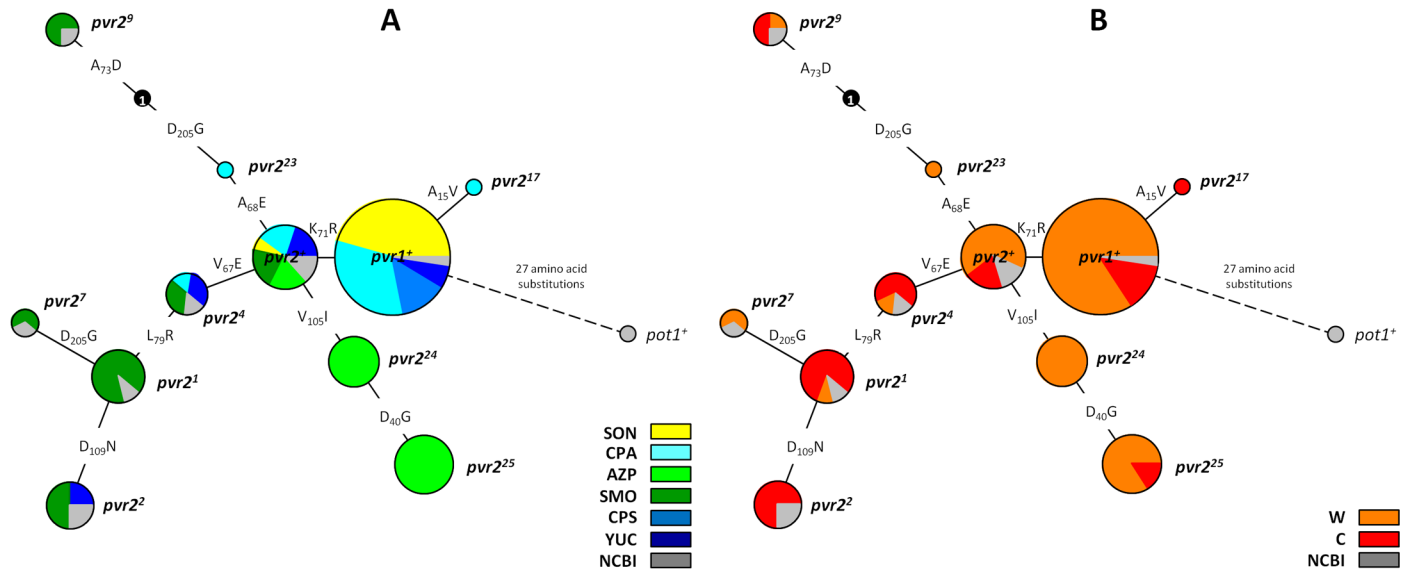 A
pvr2⁹
A₇₃D
1
D₂₀₅G
pvr2²³
A₆₈E
K₇₁R
A₁₅V
pvr2¹⁷
pvr2⁺
pvr1⁺
V₆₇E
27 amino acid
substitutions
pvr2⁷
pvr2⁴
V₁₀₅I
pot1⁺
D₂₀₅G
L₇₉R
pvr2²⁴
pvr2¹
D₄₀G
D₁₀₉N
pvr2²⁵
pvr2²
SON
CPA
AZP
SMO
CPS
YUC
NCBI
B
pvr2⁹
A₇₃D
1
D₂₀₅G
pvr2²³
A₆₈E
K₇₁R
A₁₅V
pvr2¹⁷
pvr2⁺
pvr1⁺
V₆₇E
27 amino acid
substitutions
pvr2⁷
pvr2⁴
V₁₀₅I
pot1⁺
D₂₀₅G
L₇₉R
pvr2²⁴
pvr2¹
D₄₀G
D₁₀₉N
pvr2²⁵
pvr2²
W
C
NCBI